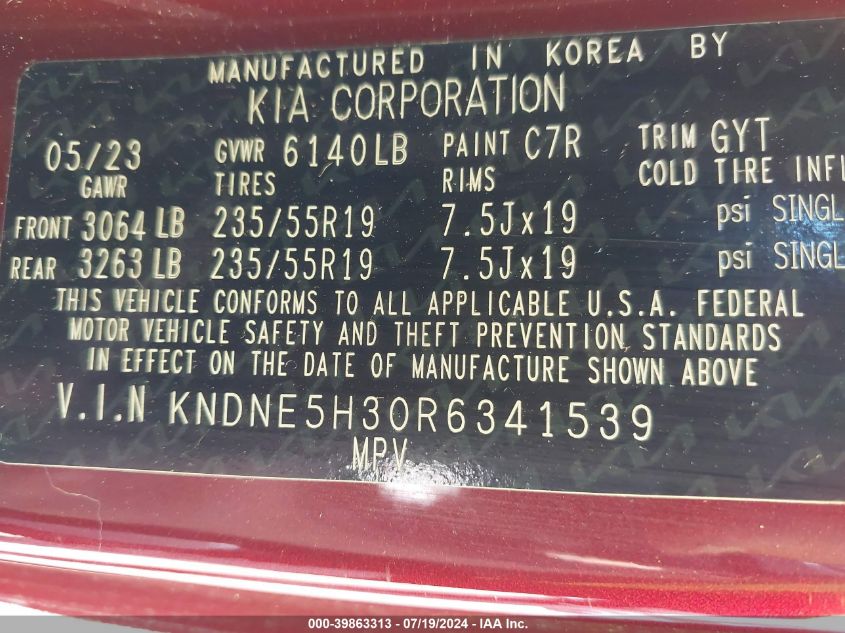 MANUFACTURED IN KOREA BY
KIA CORPORATION
05/23 GVWR 6140LB PAINT C7R TRIM GYT
GAWR TIRES RIMS COLD TIRE INFL
FRONT 3064 LB 235/55R19 7.5Jx19 psi SINGL
REAR 3263 LB 235/55R19 7.5Jx19 psi SINGL
THIS VEHICLE CONFORMS TO ALL APPLICABLE U.S.A. FEDERAL
MOTOR VEHICLE SAFETY AND THEFT PREVENTION STANDARDS
IN EFFECT ON THE DATE OF MANUFACTURE SHOWN ABOVE
V.I.N KNDNE5H30R6341539
MPV
000-39863313 - 07/19/2024 - IAA Inc.